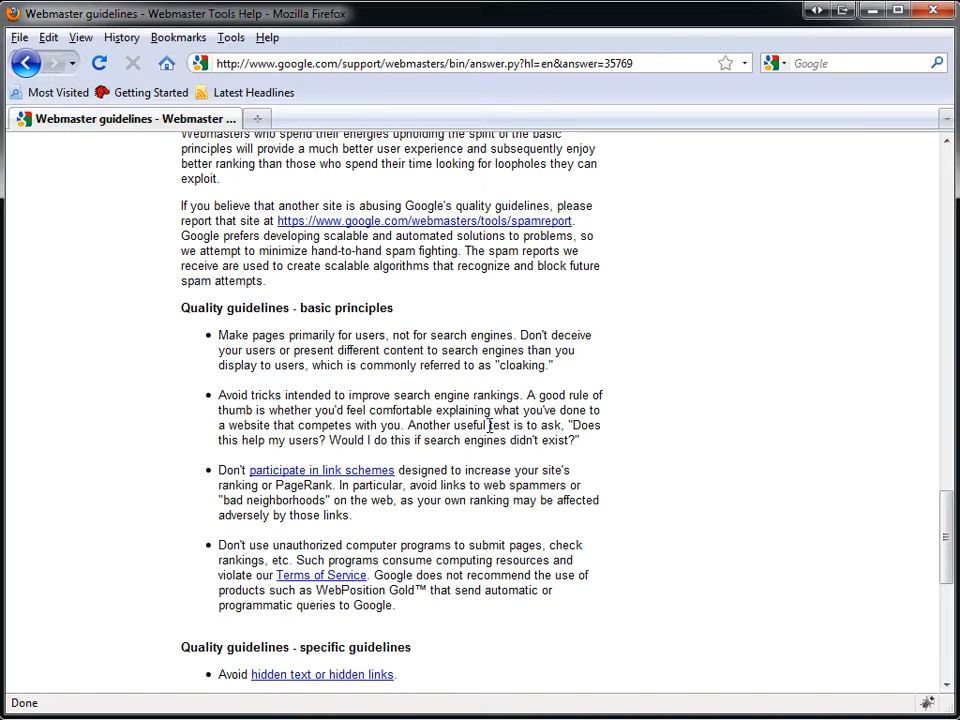 Webmaster guidelines - Webmaster Tools Help - Mozilla Firefox
File Edit View History Bookmarks Tools Help
http://www.google.com/support/webmasters/bin/answer.py?hl=en&answer=35769
Google
Most Visited Getting Started Latest Headlines
Webmaster guidelines - Webmaster ...
Webmasters who spend their energies upholding the spirit of the basic
principles will provide a much better user experience and subsequently enjoy
better ranking than those who spend their time looking for loopholes they can
exploit.
If you believe that another site is abusing Google's quality guidelines, please
report that site at https://www.google.com/webmasters/tools/spamreport.
Google prefers developing scalable and automated solutions to problems, so
we attempt to minimize hand-to-hand spam fighting. The spam reports we
receive are used to create scalable algorithms that recognize and block future
spam attempts.
Quality guidelines - basic principles
• Make pages primarily for users, not for search engines. Don't deceive
your users or present different content to search engines than you
display to users, which is commonly referred to as "cloaking."
• Avoid tricks intended to improve search engine rankings. A good rule of
thumb is whether you'd feel comfortable explaining what you've done to
a website that competes with you. Another useful test is to ask, "Does
this help my users? Would I do this if search engines didn't exist?"
• Don't participate in link schemes designed to increase your site's
ranking or PageRank. In particular, avoid links to web spammers or
"bad neighborhoods" on the web, as your own ranking may be affected
adversely by those links.
• Don't use unauthorized computer programs to submit pages, check
rankings, etc. Such programs consume computing resources and
violate our Terms of Service. Google does not recommend the use of
products such as WebPosition Gold™ that send automatic or
programmatic queries to Google.
Quality guidelines - specific guidelines
• Avoid hidden text or hidden links.
Done